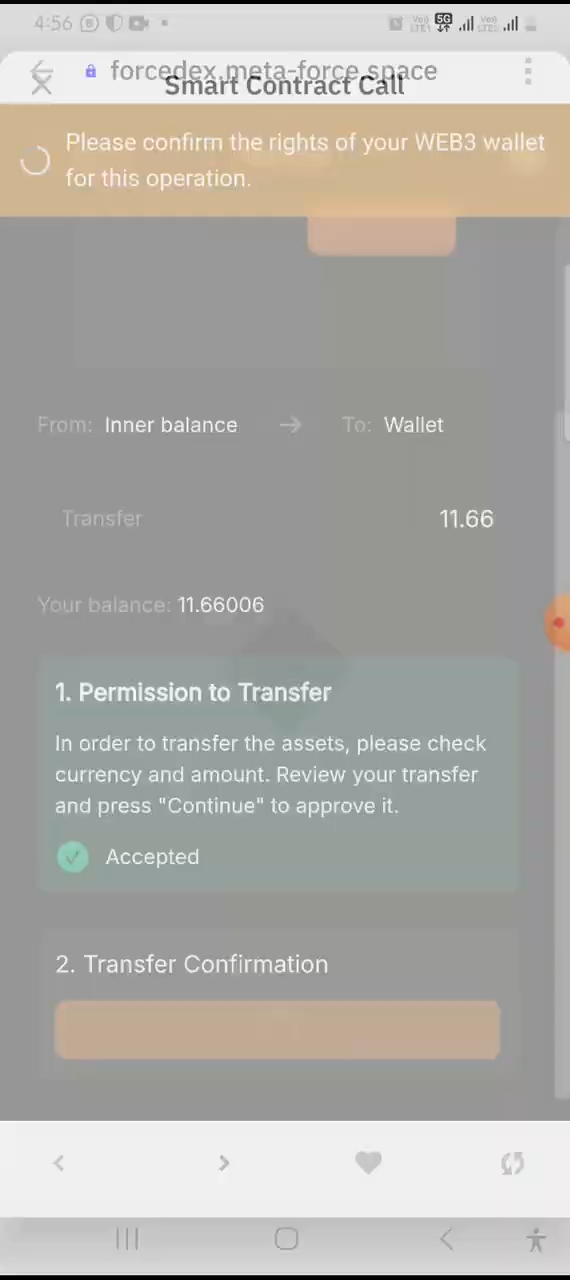 4:56
forcedex.meta-force.space
Smart Contract Call
Please confirm the rights of your WEB3 wallet
for this operation.
From: Inner balance → To: Wallet
Transfer 11.66
Your balance: 11.66006
1. Permission to Transfer
In order to transfer the assets, please check
currency and amount. Review your transfer
and press "Continue" to approve it.
Accepted
2. Transfer Confirmation